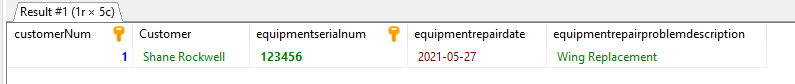 Result #1 (1r × 5c)
customerNum Customer equipmentserialnum equipmentrepairdate equipmentrepairproblemdescription
1 Shane Rockwell 123456 2021-05-27 Wing Replacement